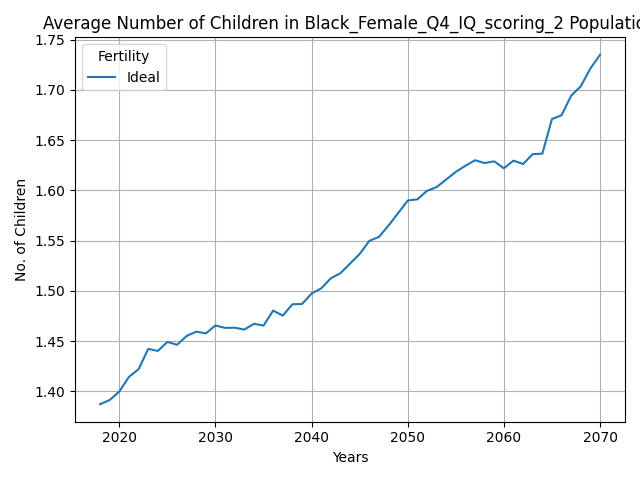 Average Number of Children in Black_Female_Q4_IQ_scoring_2 Populatio
Fertility
Ideal
No. of Children
1.75
1.70
1.65
1.60
1.55
1.50
1.45
1.40
2020 2030 2040 2050 2060 2070
Years